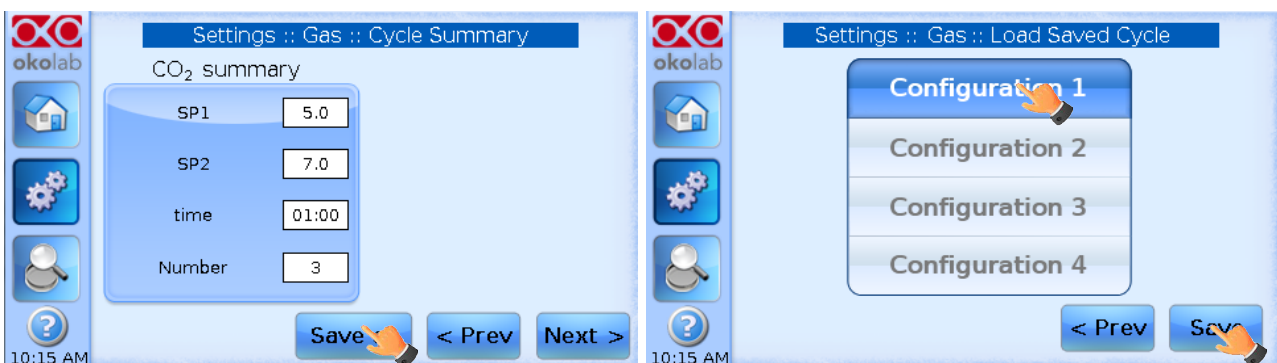 Settings :: Gas :: Cycle Summary
okolab
CO₂ summary
SP1 5.0
SP2 7.0
time 01:00
Number 3
Save
< Prev
Next >
10:15 AM
Settings :: Gas :: Load Saved Cycle
okolab
Configuration 1
Configuration 2
Configuration 3
Configuration 4
< Prev
Save
10:15 AM